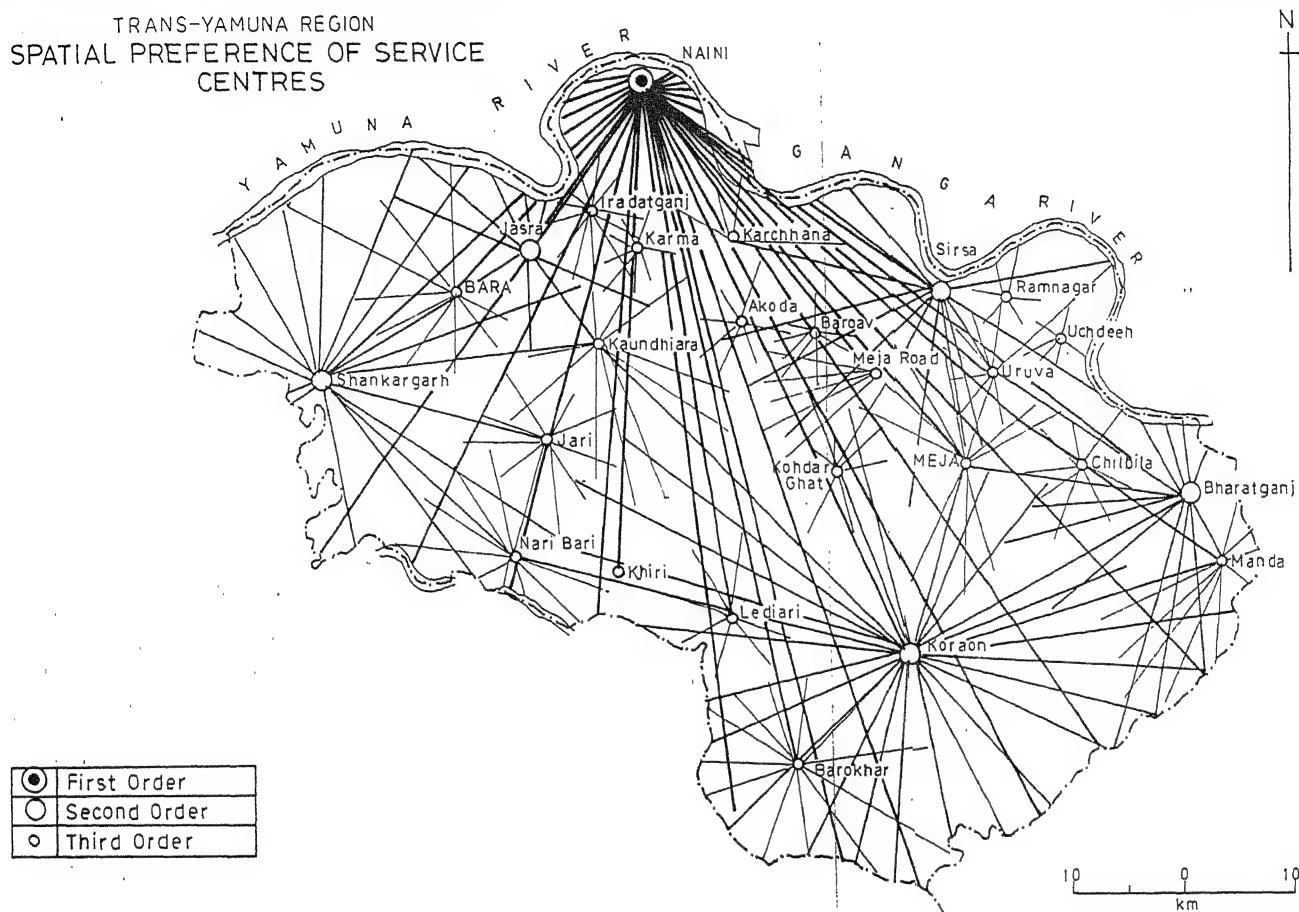 TRANS-YAMUNA REGION
SPATIAL PREFERENCE OF SERVICE
CENTRES
N
NAINI
YAMUNA RIVER
GANGA RIVER
Iradatganj
Jasra
Karma
Karchhana
Sirsa
BARA
Ramnagar
Akoda
Bargav
Uchdeeh
Kaundhiara
Meja Road
Uruva
Shankargarh
Jari
Kohdar
Ghat
MEJA
Chilbila
Bharatganj
Nari Bari
Khiri
Manda
Lediari
Koraon
Barokhar
First Order
Second Order
Third Order
10 0 10
km